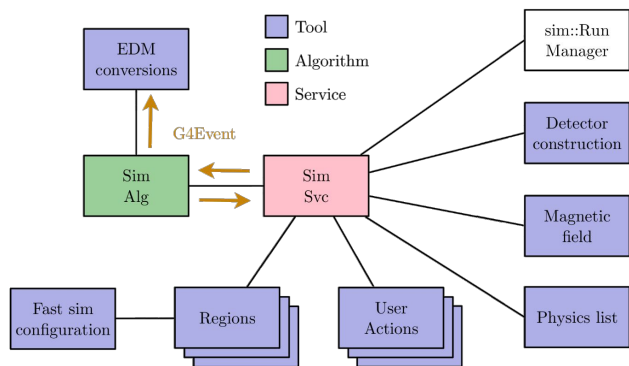 EDM
conversions
Tool
Algorithm
Service
sim::Run
Manager
G4Event
Detector
construction
Sim
Alg
Sim
Svc
Magnetic
field
Fast sim
configuration
Regions
User
Actions
Physics list